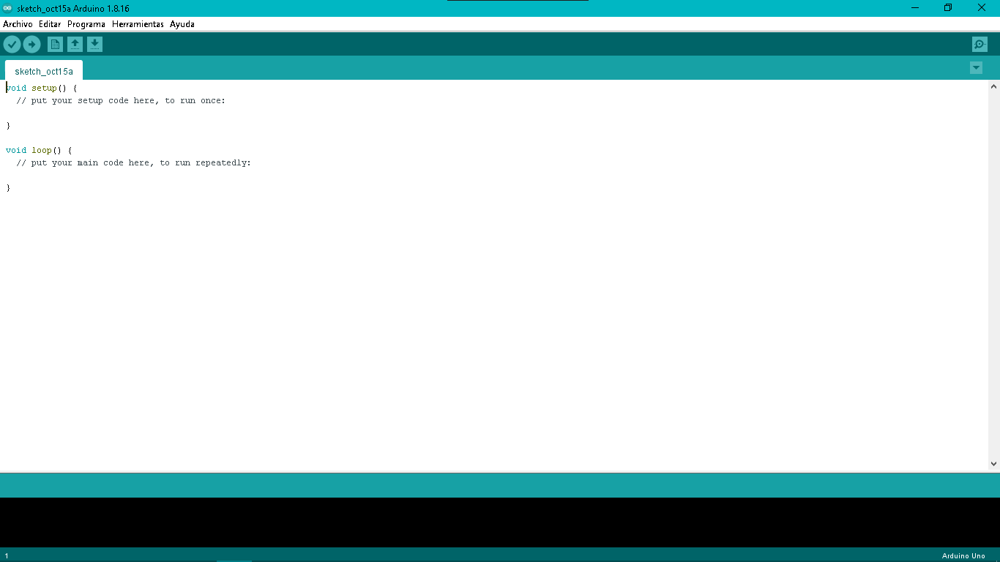 sketch_oct15a Arduino 1.8.16
Archivo Editar Programa Herramientas Ayuda
sketch_oct15a
void setup() {
  // put your setup code here, to run once:
}
void loop() {
  // put your main code here, to run repeatedly:
}
1
Arduino Uno